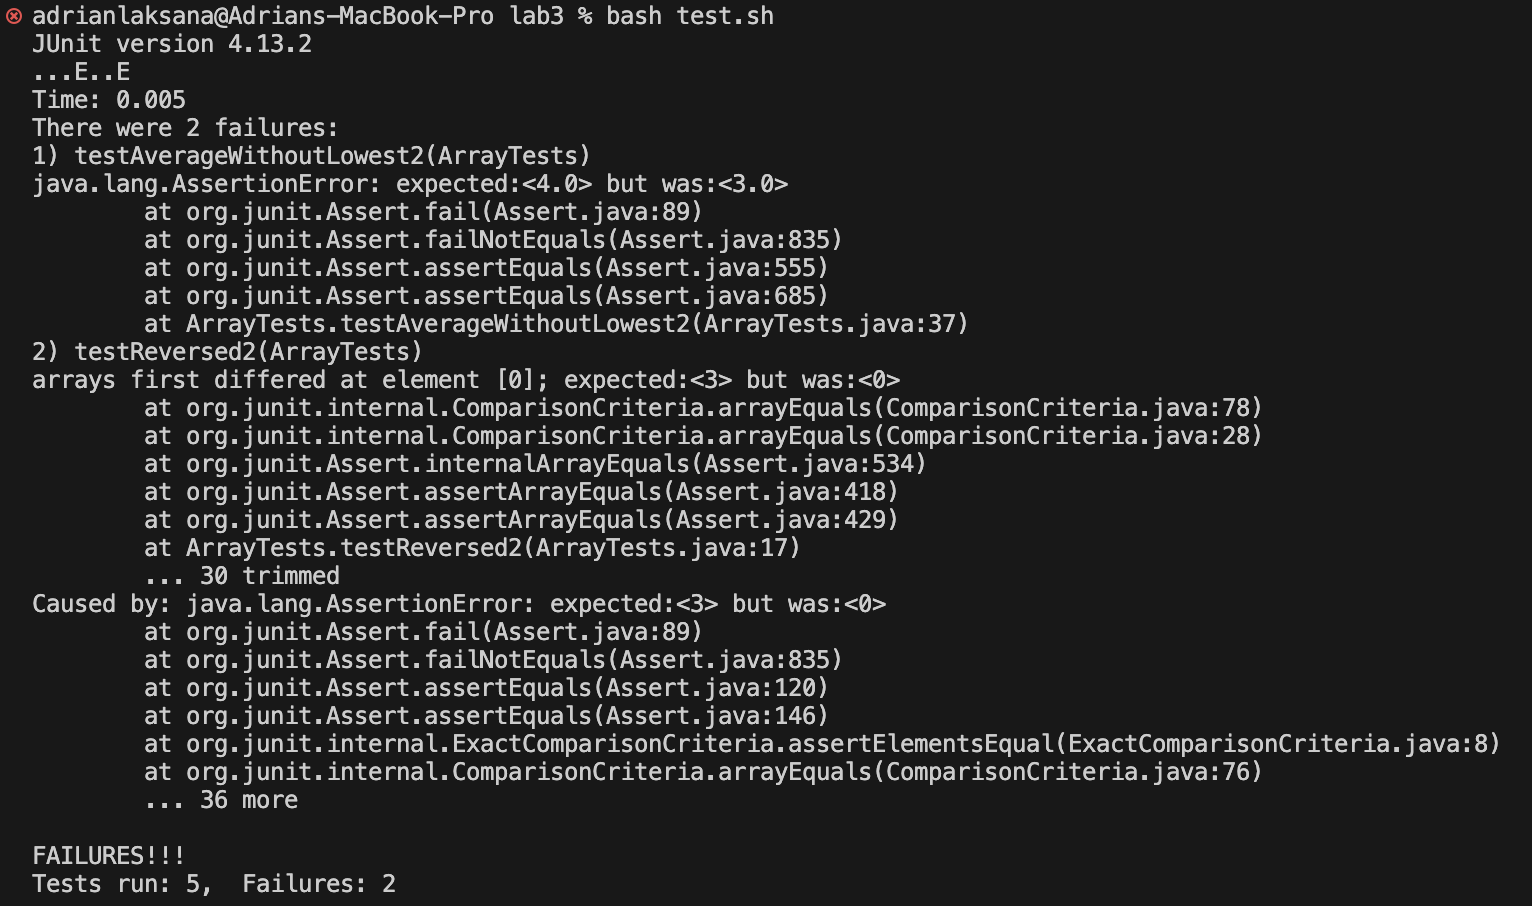 adrianlaksana@Adrians-MacBook-Pro lab3 % bash test.sh
JUnit version 4.13.2
...E..E
Time: 0.005
There were 2 failures:
1) testAverageWithoutLowest2(ArrayTests)
java.lang.AssertionError: expected:<4.0> but was:<3.0>
        at org.junit.Assert.fail(Assert.java:89)
        at org.junit.Assert.failNotEquals(Assert.java:835)
        at org.junit.Assert.assertEquals(Assert.java:555)
        at org.junit.Assert.assertEquals(Assert.java:685)
        at ArrayTests.testAverageWithoutLowest2(ArrayTests.java:37)
2) testReversed2(ArrayTests)
arrays first differed at element [0]; expected:<3> but was:<0>
        at org.junit.internal.ComparisonCriteria.arrayEquals(ComparisonCriteria.java:78)
        at org.junit.internal.ComparisonCriteria.arrayEquals(ComparisonCriteria.java:28)
        at org.junit.Assert.internalArrayEquals(Assert.java:534)
        at org.junit.Assert.assertArrayEquals(Assert.java:418)
        at org.junit.Assert.assertArrayEquals(Assert.java:429)
        at ArrayTests.testReversed2(ArrayTests.java:17)
        ... 30 trimmed
Caused by: java.lang.AssertionError: expected:<3> but was:<0>
        at org.junit.Assert.fail(Assert.java:89)
        at org.junit.Assert.failNotEquals(Assert.java:835)
        at org.junit.Assert.assertEquals(Assert.java:120)
        at org.junit.Assert.assertEquals(Assert.java:146)
        at org.junit.internal.ExactComparisonCriteria.assertElementsEqual(ExactComparisonCriteria.java:8)
        at org.junit.internal.ComparisonCriteria.arrayEquals(ComparisonCriteria.java:76)
        ... 36 more

FAILURES!!!
Tests run: 5,  Failures: 2